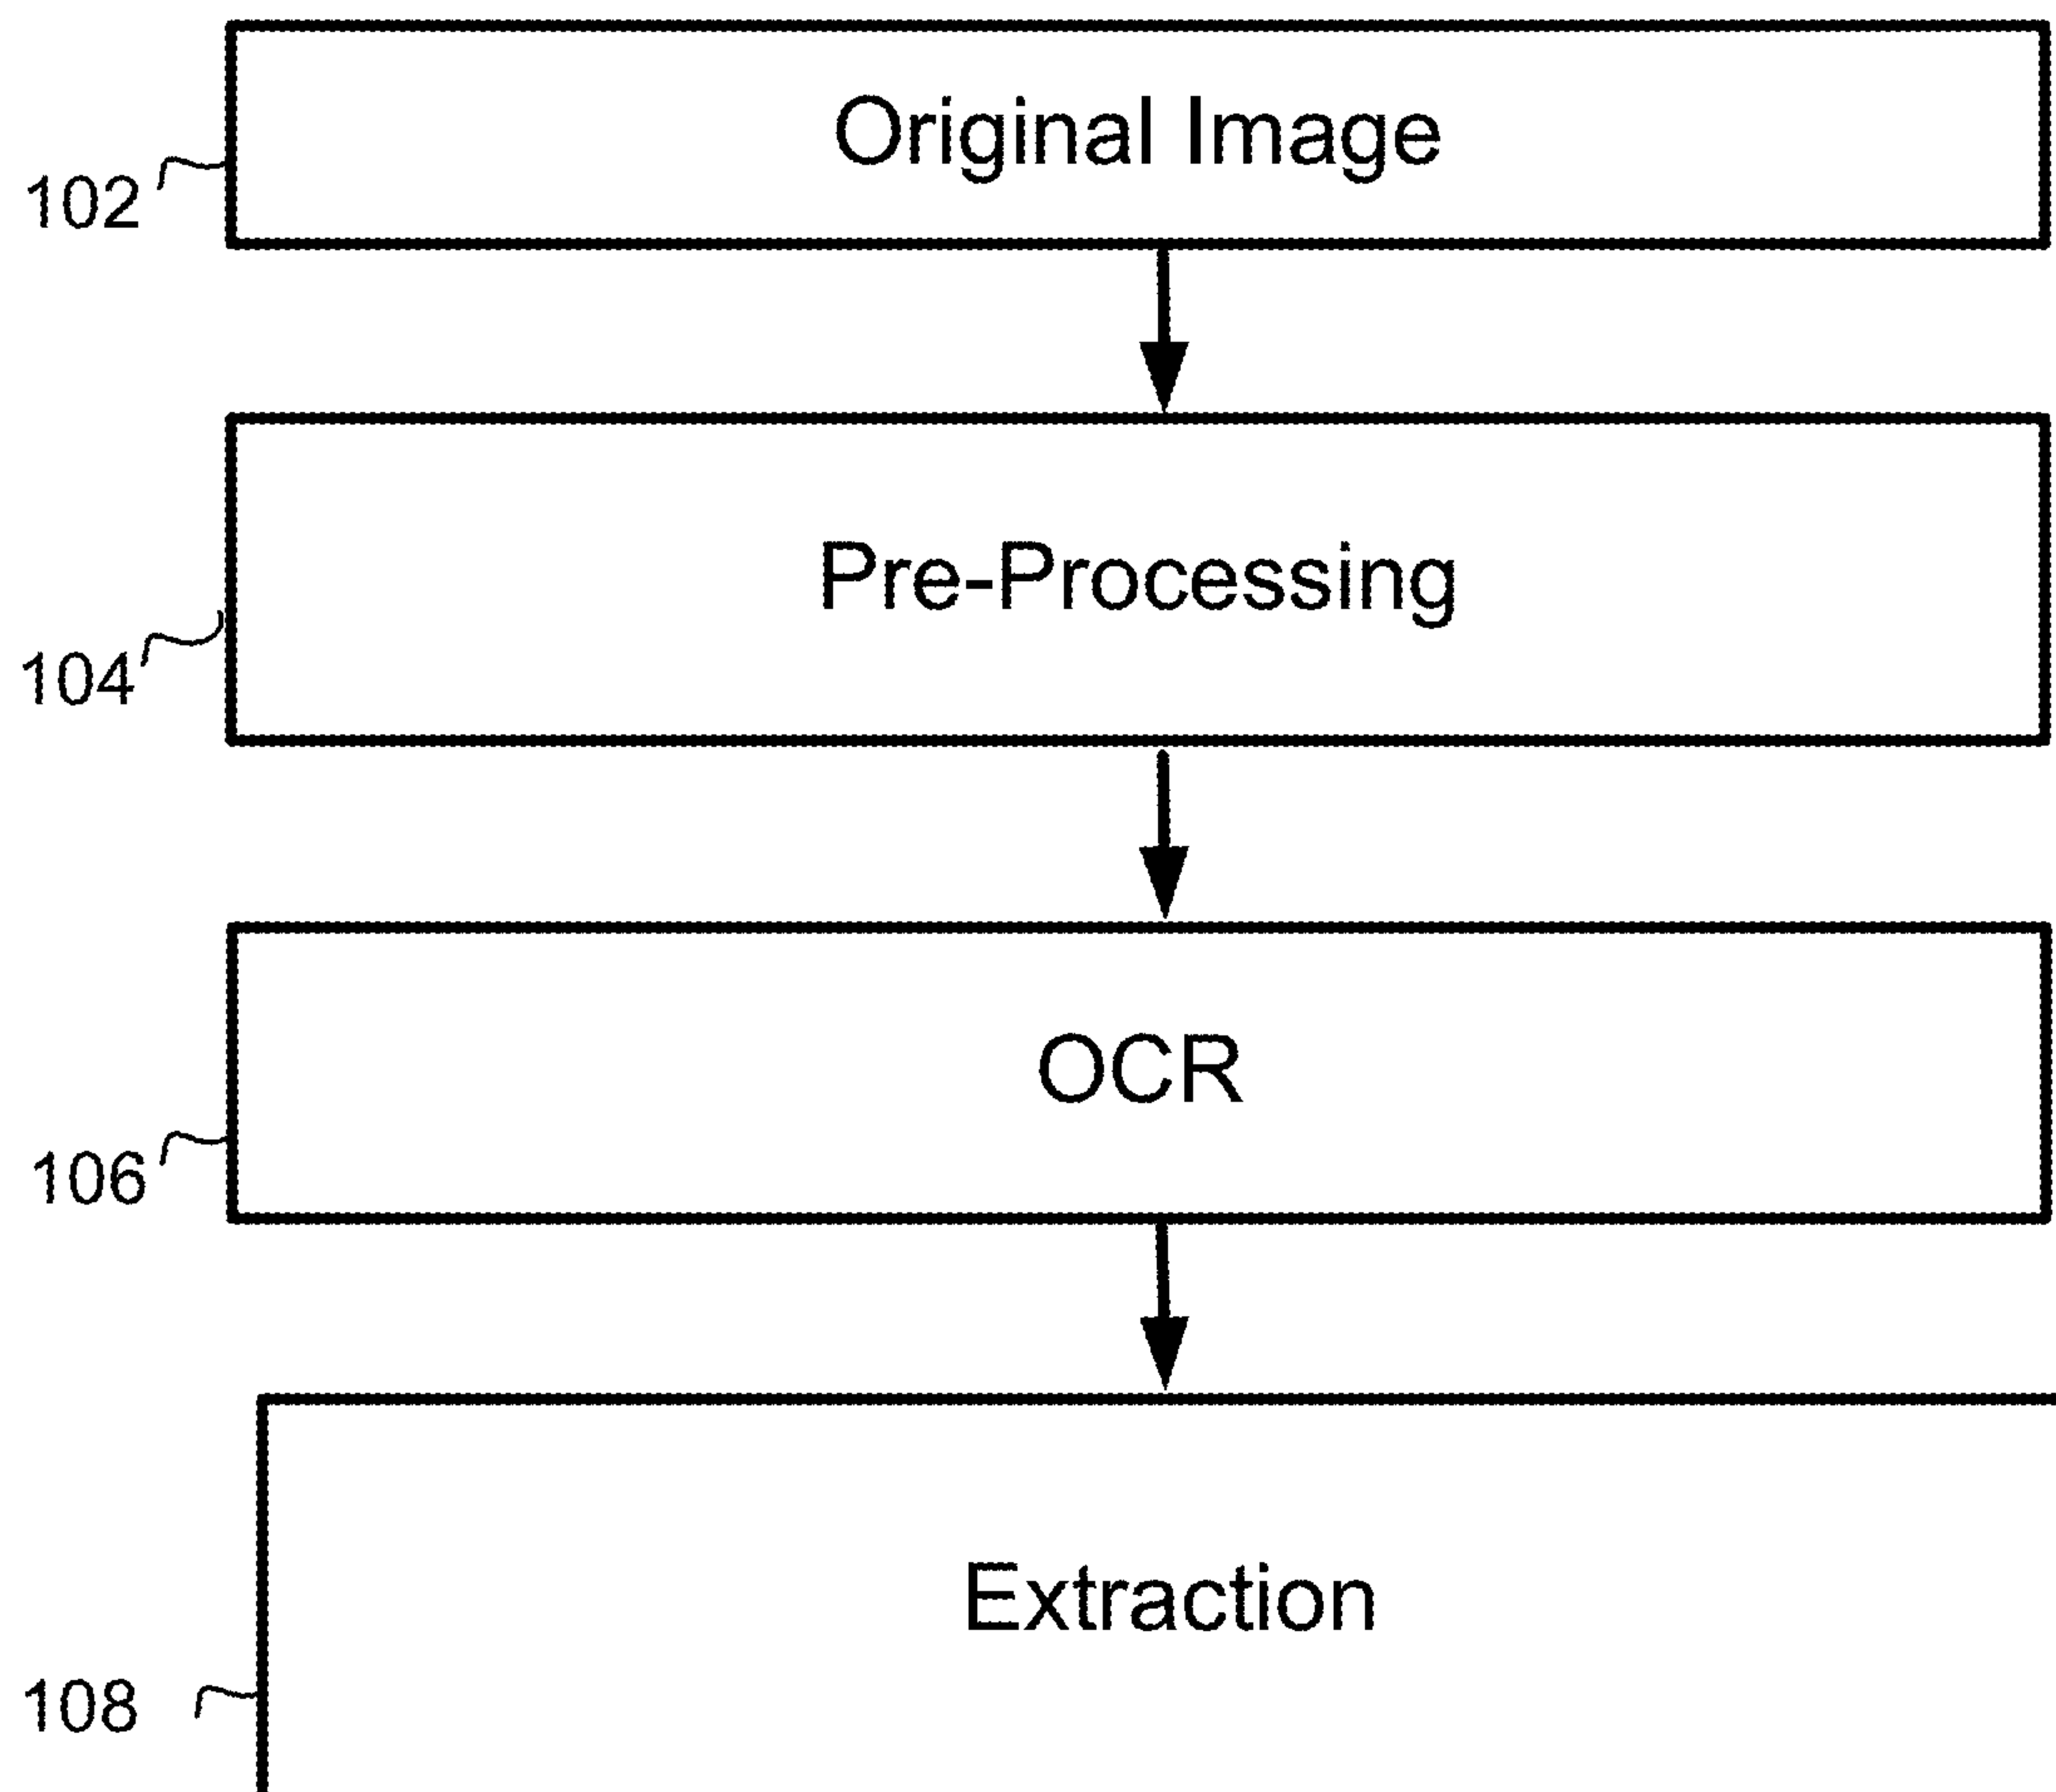 Original Image
102
Pre-Processing
104
OCR
106
Extraction
108